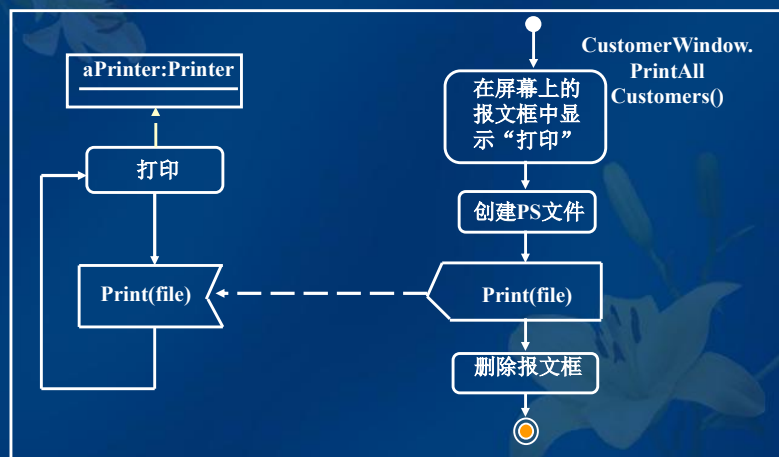 aPrinter:Printer
打印
Print(file)
CustomerWindow.
PrintAll
Customers()
在屏幕上的
报文框中显
示“打印”
创建PS文件
Print(file)
删除报文框